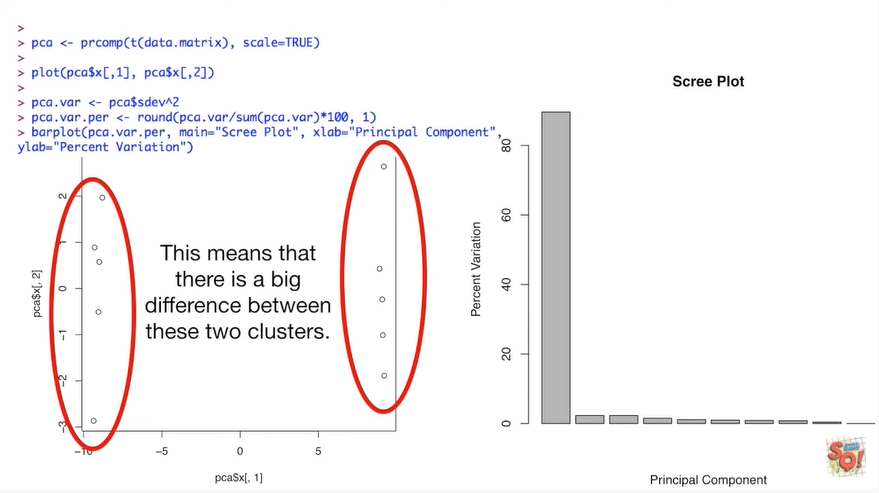 >
> pca <- prcomp(t(data.matrix), scale=TRUE)
>
> plot(pca$x[,1], pca$x[,2])
>
> pca.var <- pca$sdev^2
> pca.var.per <- round(pca.var/sum(pca.var)*100, 1)
> barplot(pca.var.per, main="Scree Plot", xlab="Principal Component",
ylab="Percent Variation")
pca$x[, 2]
2
1
0
-1
-2
-3
This means that
there is a big
difference between
these two clusters.
-10 -5 0 5
pca$x[, 1]
Scree Plot
Percent Variation
80
60
40
20
0
Principal Component
SQ!